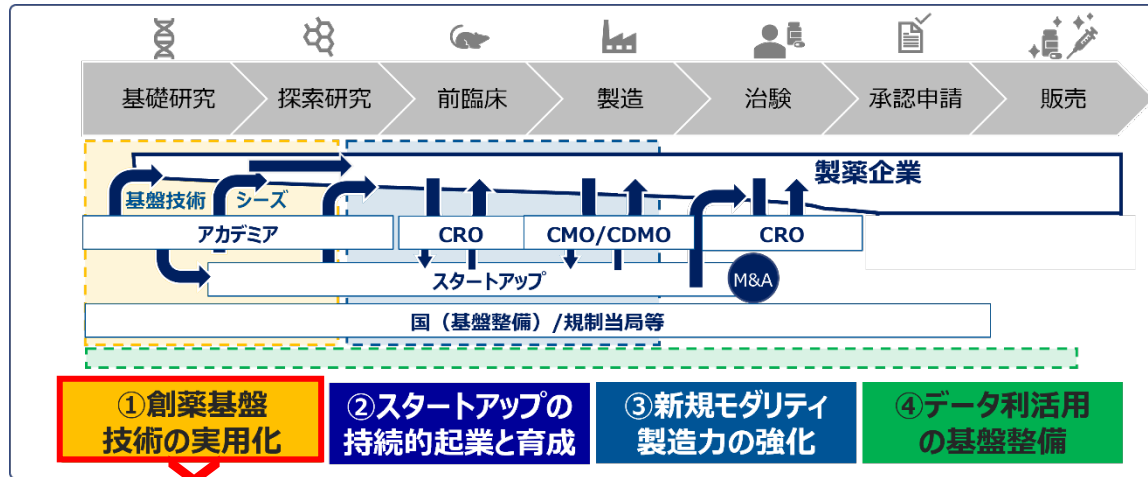 基礎研究
探索研究
前臨床
製造
治験
承認申請
販売
製薬企業
基盤技術
シーズ
アカデミア
CRO
CMO/CDMO
CRO
スタートアップ
M&A
国（基盤整備）/規制当局等
①創薬基盤
技術の実用化
②スタートアップの
持続的起業と育成
③新規モダリティ
製造力の強化
④データ利活用
の基盤整備